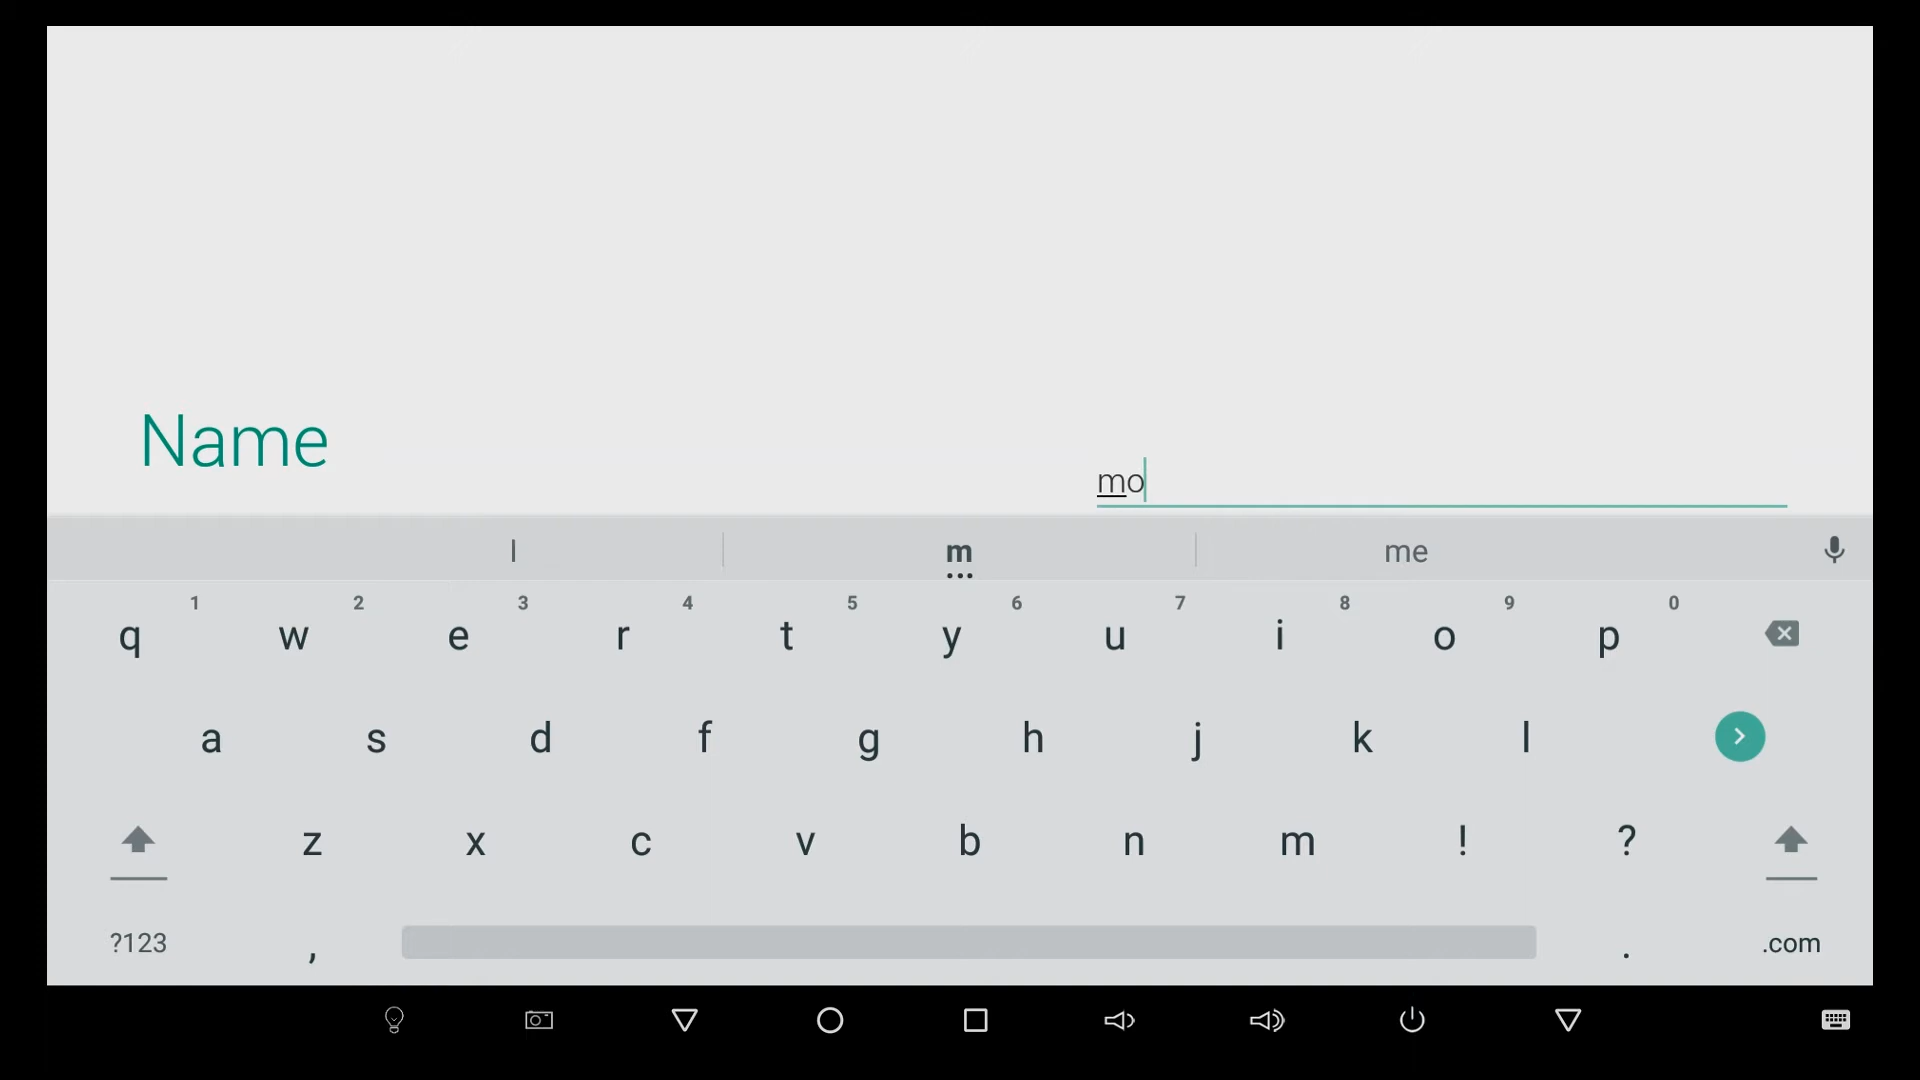 Name
mo
l m me
1 2 3 4 5 6 7 8 9 0
q w e r t y u i o p
a s d f g h j k l
z x c v b n m ! ?
?123 , . .com